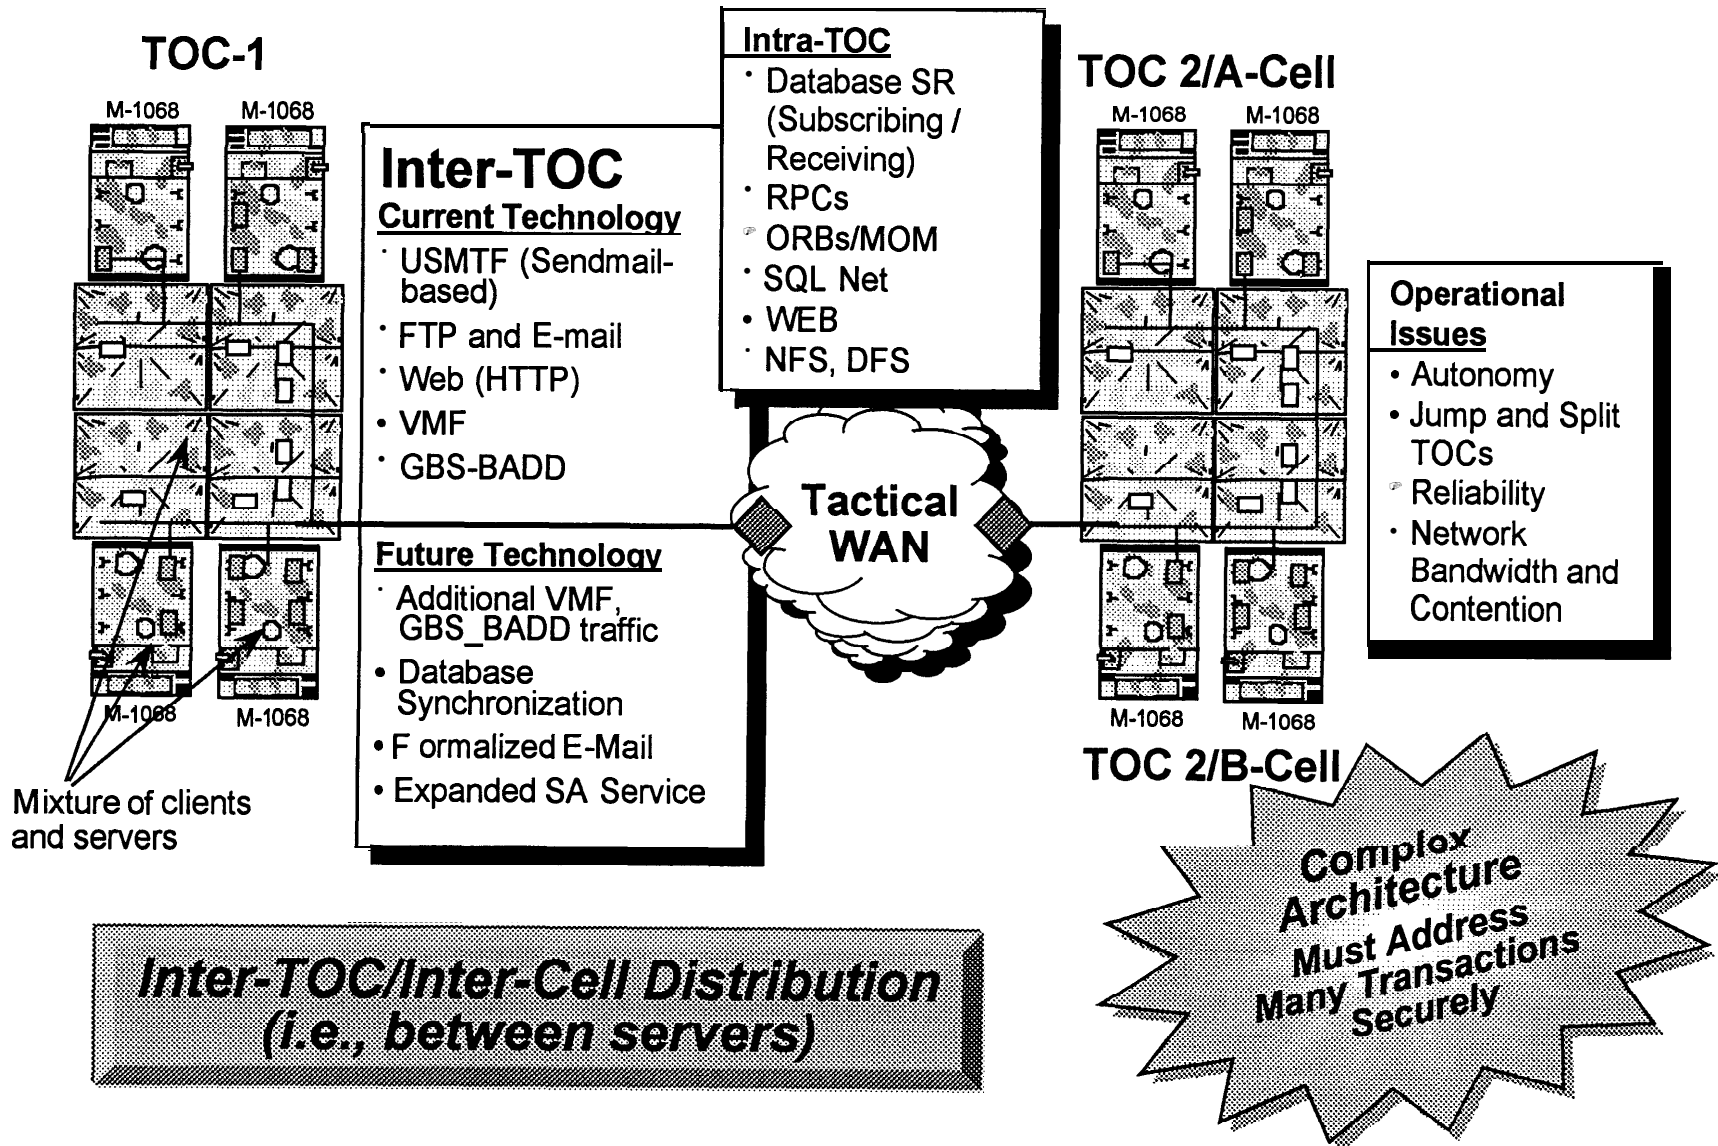 TOC-1
M-1068
M-1068
Inter-TOC
Current Technology
· USMTF (Sendmail-
based)
· FTP and E-mail
· Web (HTTP)
• VMF
· GBS-BADD
Future Technology
· Additional VMF,
GBS_BADD traffic
• Database
Synchronization
• F ormalized E-Mail
• Expanded SA Service
Intra-TOC
· Database SR
(Subscribing /
Receiving)
· RPCs
☞ ORBs/MOM
· SQL Net
• WEB
· NFS, DFS
Tactical
WAN
TOC 2/A-Cell
M-1068
M-1068
Operational
Issues
• Autonomy
• Jump and Split
TOCs
☞ Reliability
· Network
Bandwidth and
Contention
M-1068
M-1068
Mixture of clients
and servers
M-1068
M-1068
TOC 2/B-Cell
Complox
Architecture
Must Address
Many Transactions
Securely
Inter-TOC/Inter-Cell Distribution
(i.e., between servers)